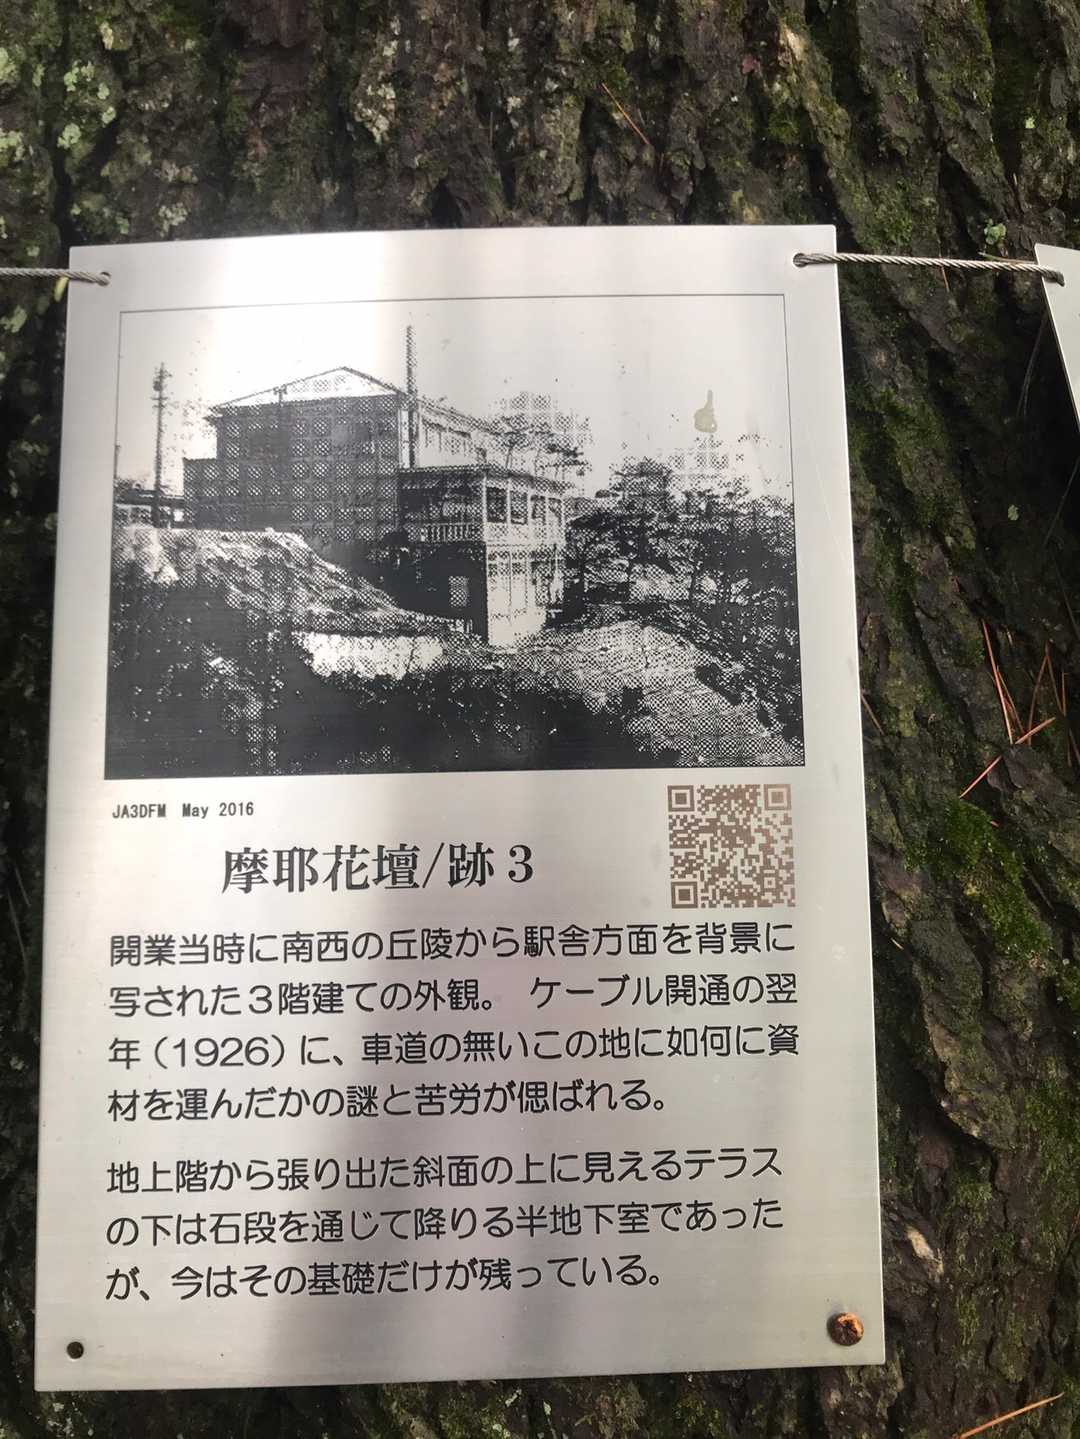 JA3DFM May 2016
摩耶花壇/跡３
開業当時に南西の丘陵から駅舎方面を背景に
写された３階建ての外観。 ケーブル開通の翌
年（1926）に、車道の無いこの地に如何に資
材を運んだかの謎と苦労が偲ばれる。
地上階から張り出た斜面の上に見えるテラス
の下は石段を通じて降りる半地下室であった
が、今はその基礎だけが残っている。